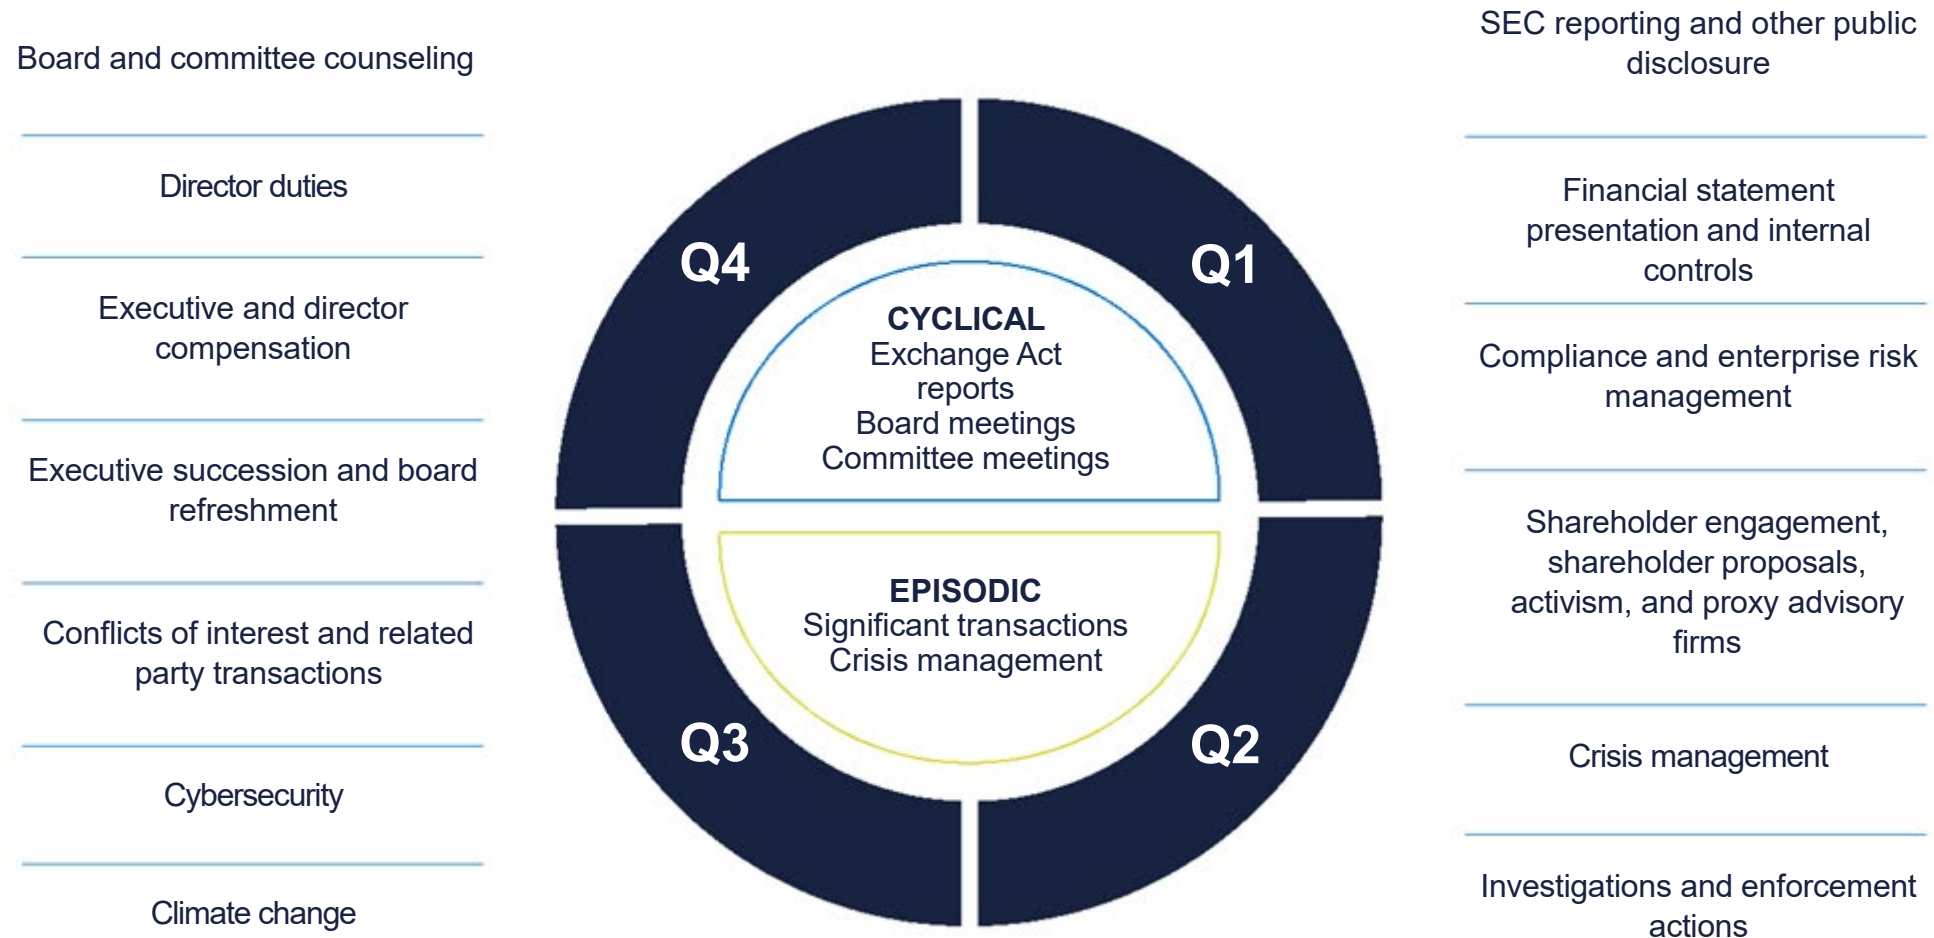 Board and committee counseling
Director duties
Executive and director
compensation
Executive succession and board
refreshment
Conflicts of interest and related
party transactions
Cybersecurity
Climate change
Q4
Q1
CYCLICAL
Exchange Act
reports
Board meetings
Committee meetings
EPISODIC
Significant transactions
Crisis management
Q3
Q2
SEC reporting and other public
disclosure
Financial statement
presentation and internal
controls
Compliance and enterprise risk
management
Shareholder engagement,
shareholder proposals,
activism, and proxy advisory
firms
Crisis management
Investigations and enforcement
actions